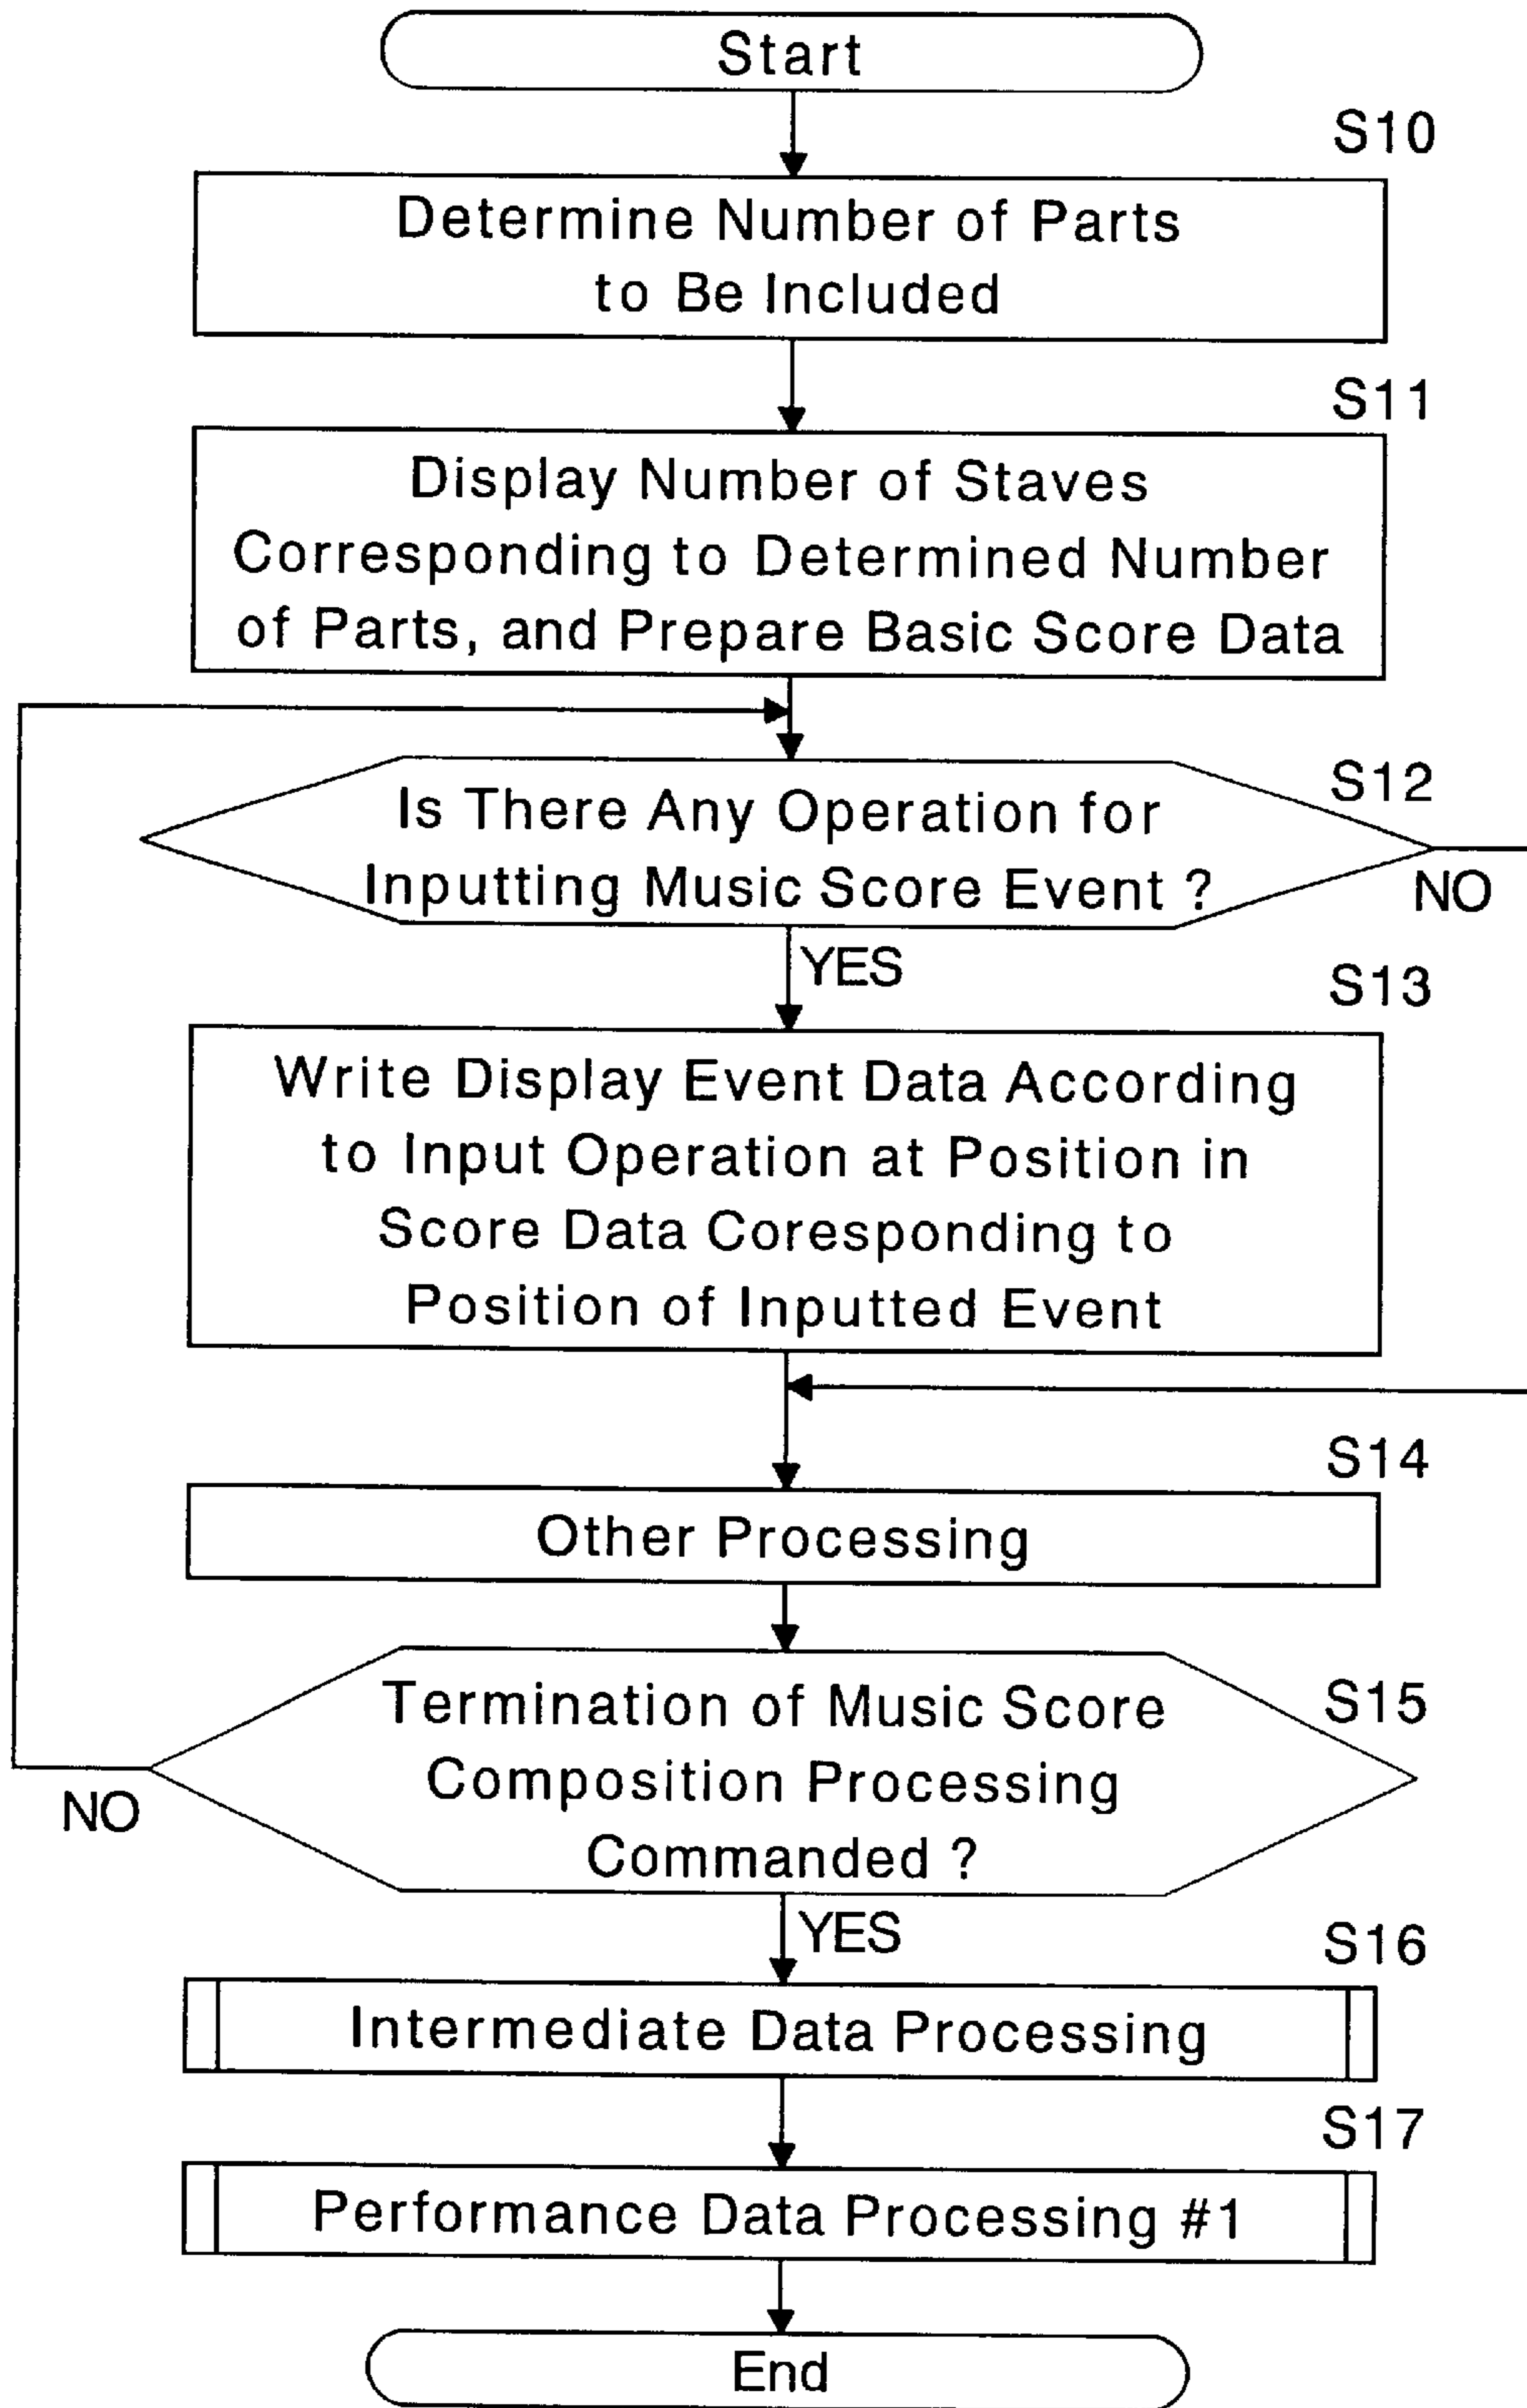 Start
S10
Determine Number of Parts
to Be Included
S11
Display Number of Staves
Corresponding to Determined Number
of Parts, and Prepare Basic Score Data
S12
Is There Any Operation for
Inputting Music Score Event ?
NO
YES
S13
Write Display Event Data According
to Input Operation at Position in
Score Data Coresponding to
Position of Inputted Event
S14
Other Processing
S15
Termination of Music Score
Composition Processing
Commanded ?
NO
YES
S16
Intermediate Data Processing
S17
Performance Data Processing #1
End